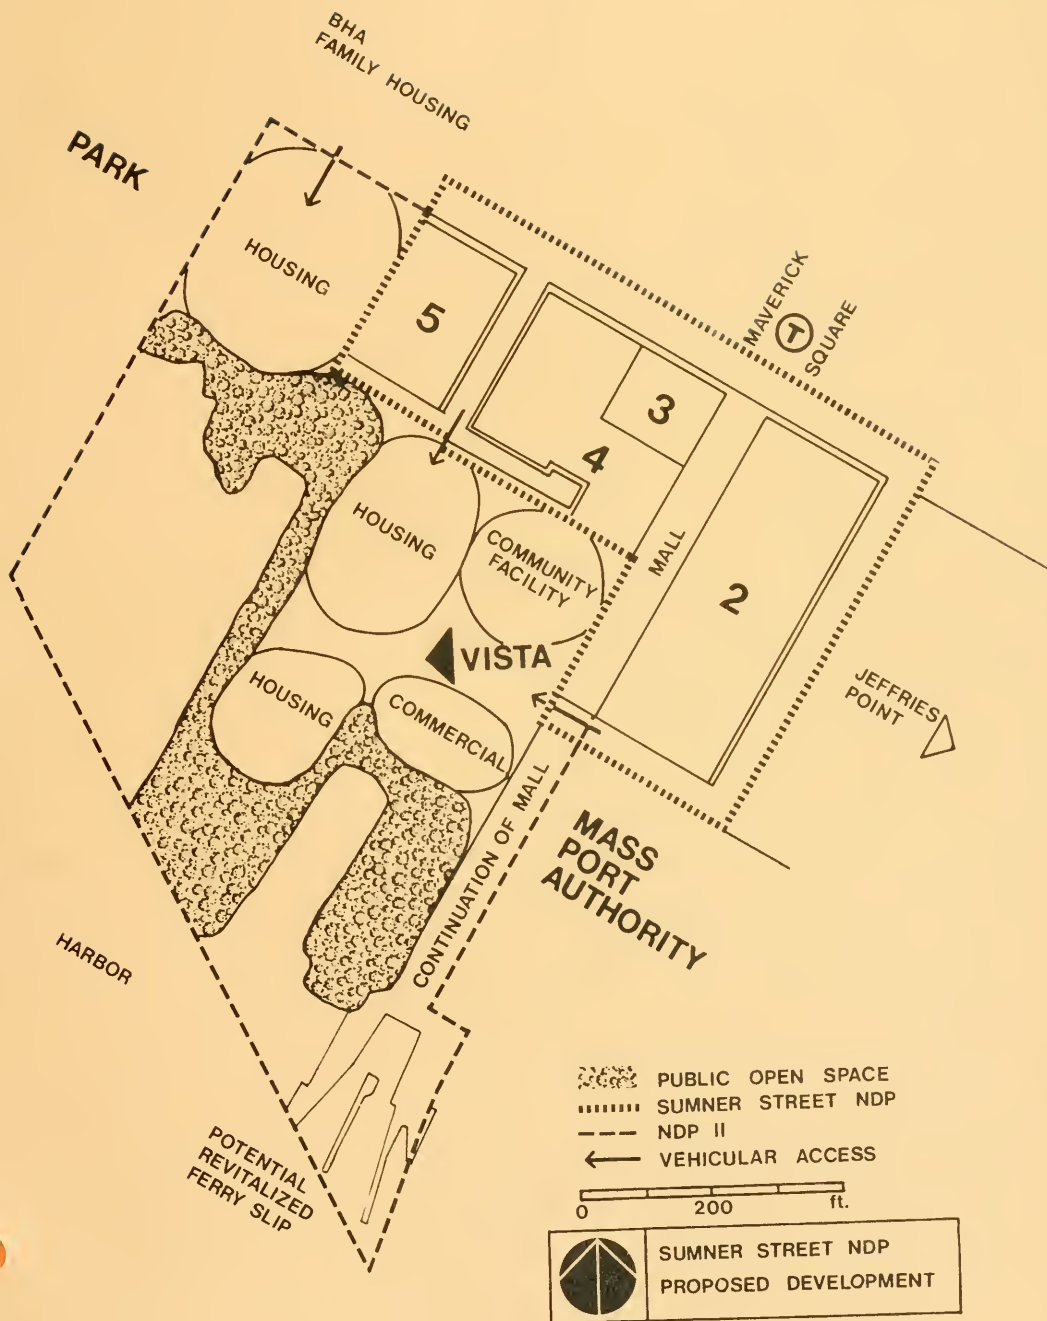 BHA
FAMILY HOUSING
PARK
HOUSING
5
MAVERICK
T
SQUARE
3
4
HOUSING
COMMUNITY
FACILITY
MALL
2
VISTA
HOUSING
COMMERCIAL
JEFFRIES
POINT
CONTINUATION OF MALL
MASS
PORT
AUTHORITY
HARBOR
POTENTIAL
REVITALIZED
FERRY SLIP
PUBLIC OPEN SPACE
SUMNER STREET NDP
NDP II
VEHICULAR ACCESS
0 200 ft.
SUMNER STREET NDP
PROPOSED DEVELOPMENT